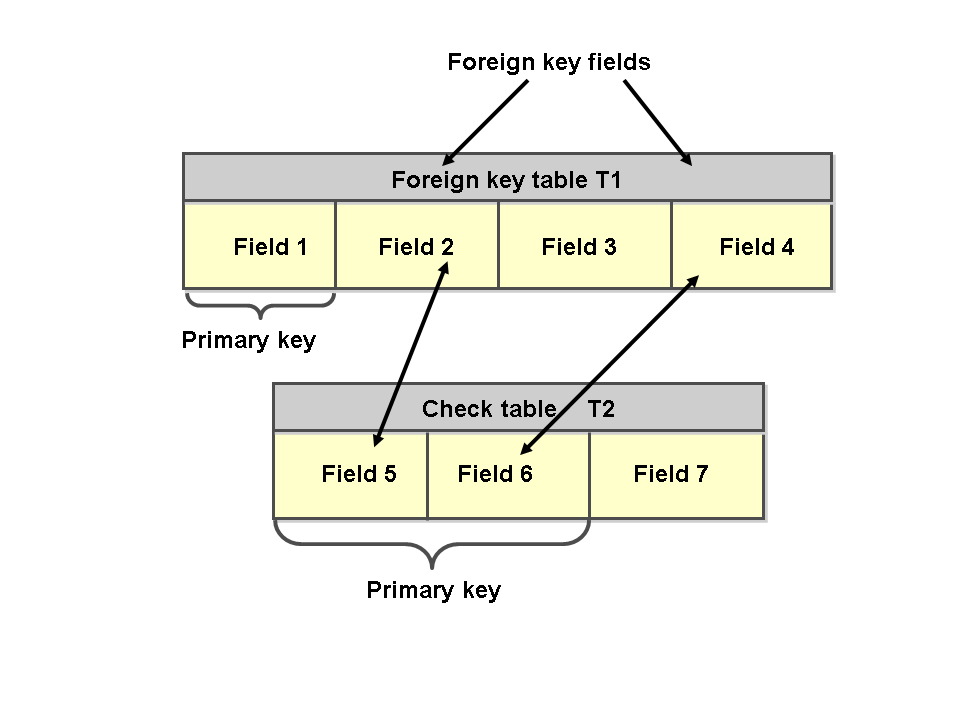 Foreign key fields
Foreign key table T1
Field 1 Field 2 Field 3 Field 4
Primary key
Check table T2
Field 5 Field 6 Field 7
Primary key